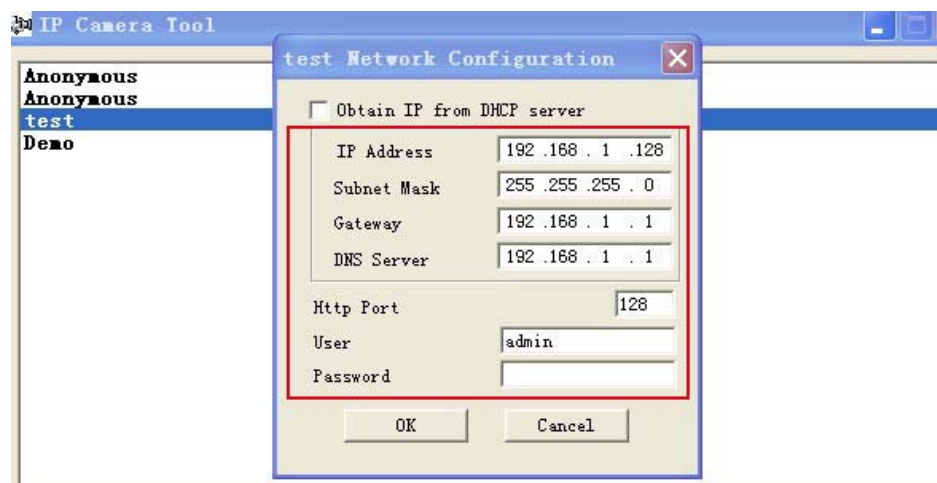 IP Camera Tool
Anonymous
Anonymous
test
Demo
test Network Configuration
Obtain IP from DHCP server
IP Address 192 .168 . 1 .128
Subnet Mask 255 .255 .255 . 0
Gateway 192 .168 . 1 . 1
DNS Server 192 .168 . 1 . 1
Http Port 128
User admin
Password
OK Cancel